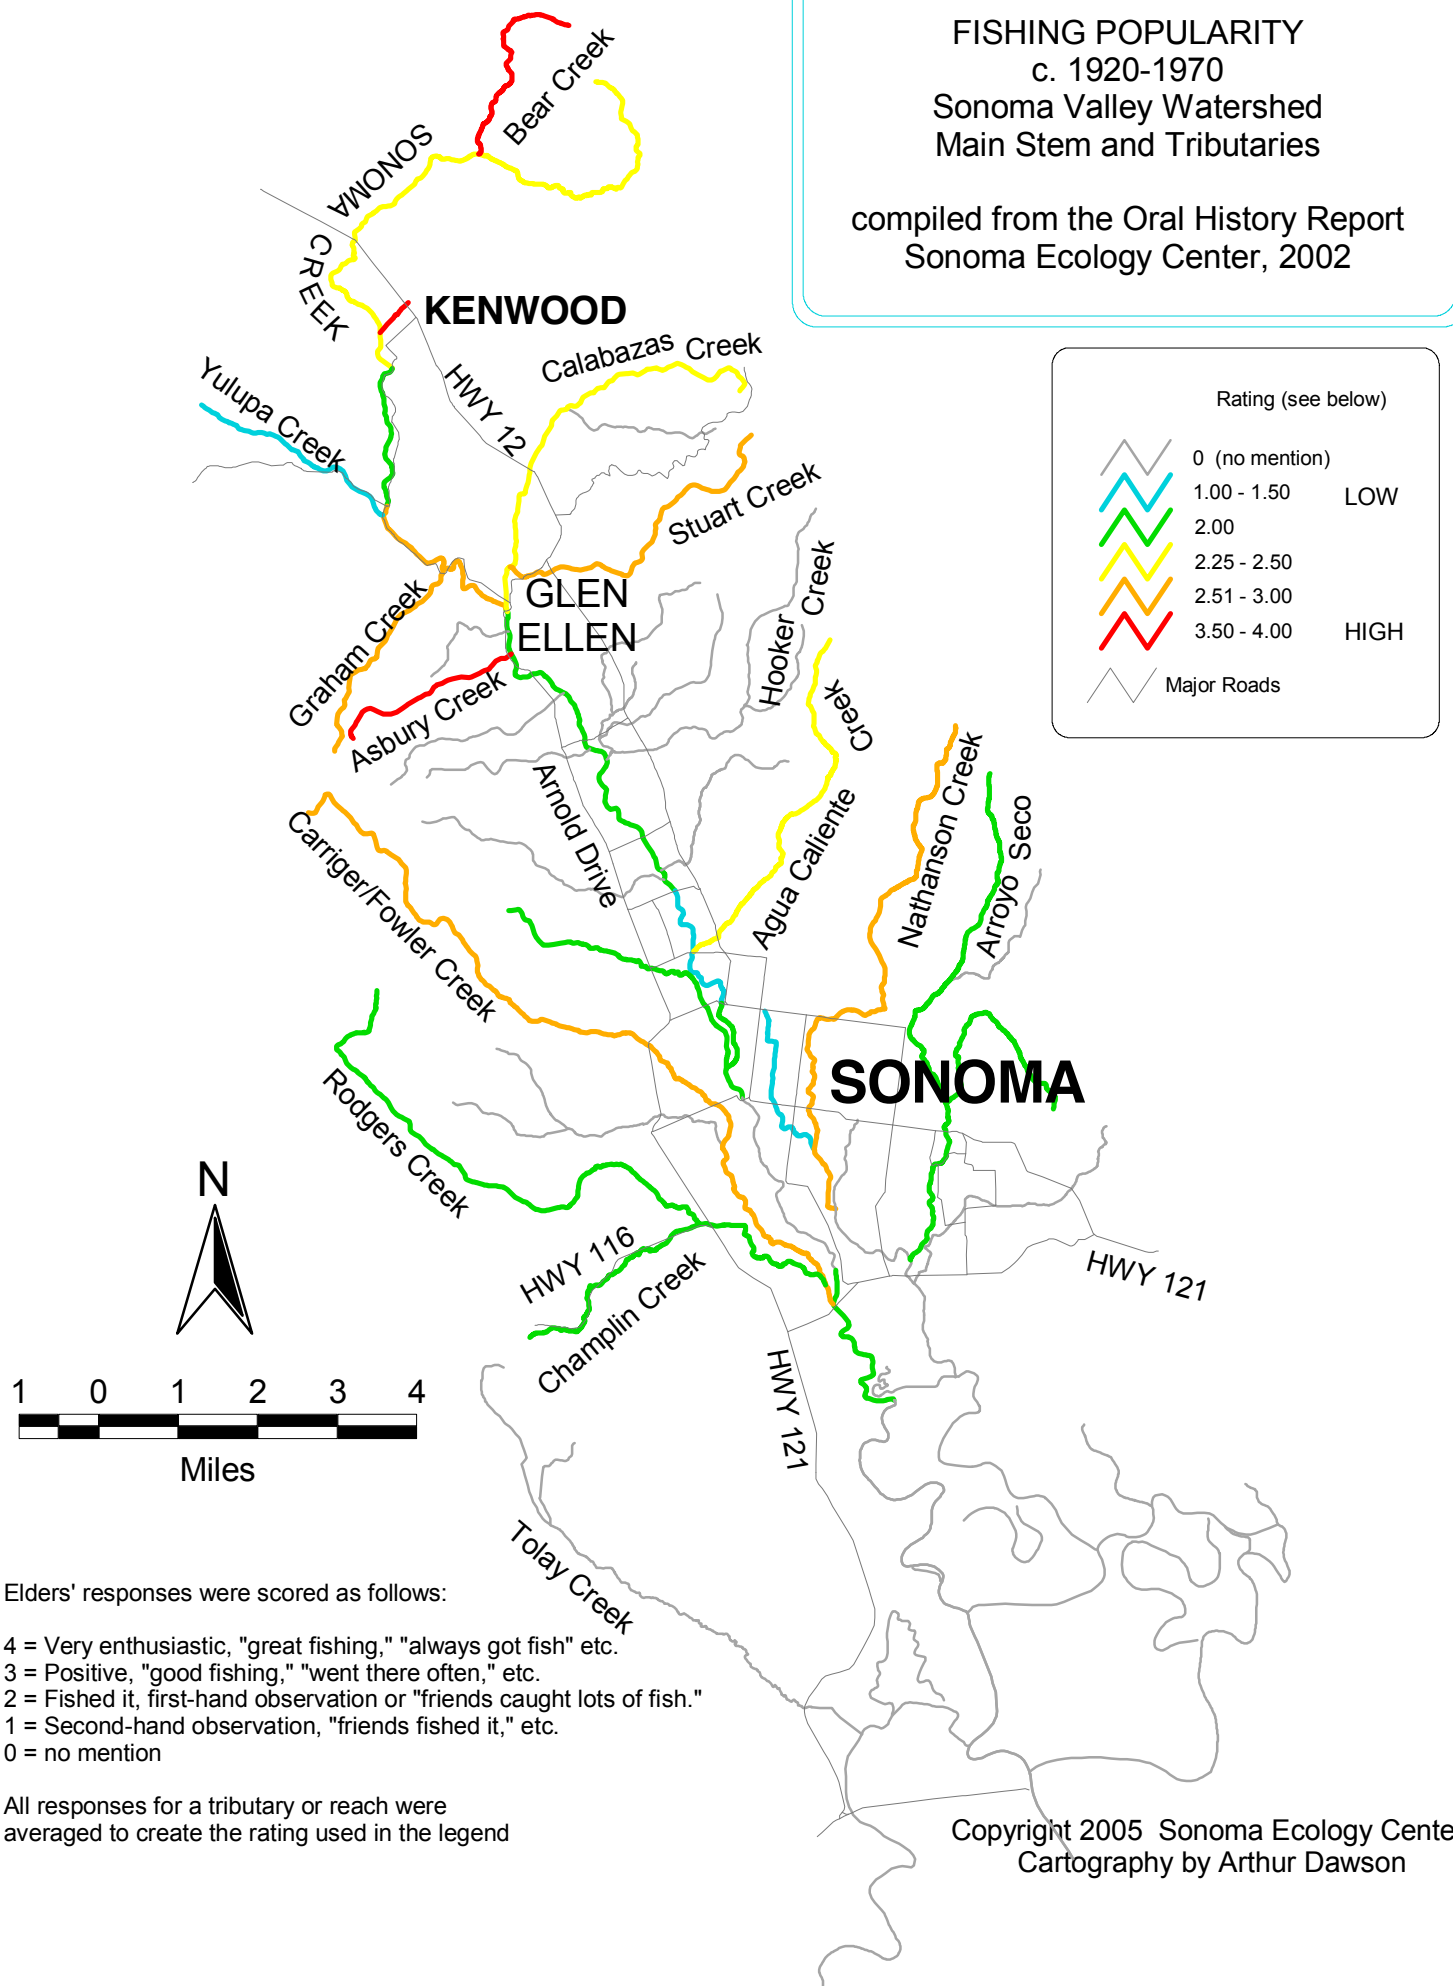 FISHING POPULARITY
c. 1920-1970
Sonoma Valley Watershed
Main Stem and Tributaries
compiled from the Oral History Report
Sonoma Ecology Center, 2002
Bear Creek
SONOMA
CREEK
KENWOOD
Calabazas Creek
HWY 12
Yulupa Creek
Rating (see below)
0 (no mention)
1.00 - 1.50 LOW
2.00
2.25 - 2.50
2.51 - 3.00
3.50 - 4.00 HIGH
Major Roads
Stuart Creek
GLEN
ELLEN
Hooker Creek
Graham Creek
Asbury Creek
Agua Caliente Creek
Nathanson Creek
Arroyo Seco
Arnold Drive
Carriger/Fowler Creek
SONOMA
Rodgers Creek
N
HWY 116
Champlin Creek
HWY 121
HWY 121
1 0 1 2 3 4
Miles
Tolay Creek
Elders' responses were scored as follows:
4 = Very enthusiastic, "great fishing," "always got fish" etc.
3 = Positive, "good fishing," "went there often," etc.
2 = Fished it, first-hand observation or "friends caught lots of fish."
1 = Second-hand observation, "friends fished it," etc.
0 = no mention
All responses for a tributary or reach were
averaged to create the rating used in the legend
Copyright 2005 Sonoma Ecology Cente
Cartography by Arthur Dawson